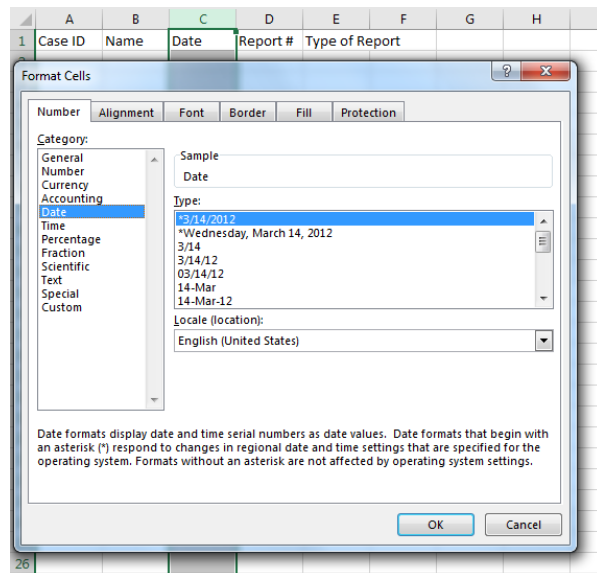 A B C D E F G H
1 Case ID Name Date Report # Type of Report
Format Cells
Number Alignment Font Border Fill Protection
Category:
General
Number
Currency
Accounting
Date
Time
Percentage
Fraction
Scientific
Text
Special
Custom
Sample
Date
Type:
*3/14/2012
*Wednesday, March 14, 2012
3/14
3/14/12
03/14/12
14-Mar
14-Mar-12
Locale (location):
English (United States)
Date formats display date and time serial numbers as date values. Date formats that begin with
an asterisk (*) respond to changes in regional date and time settings that are specified for the
operating system. Formats without an asterisk are not affected by operating system settings.
OK Cancel
26